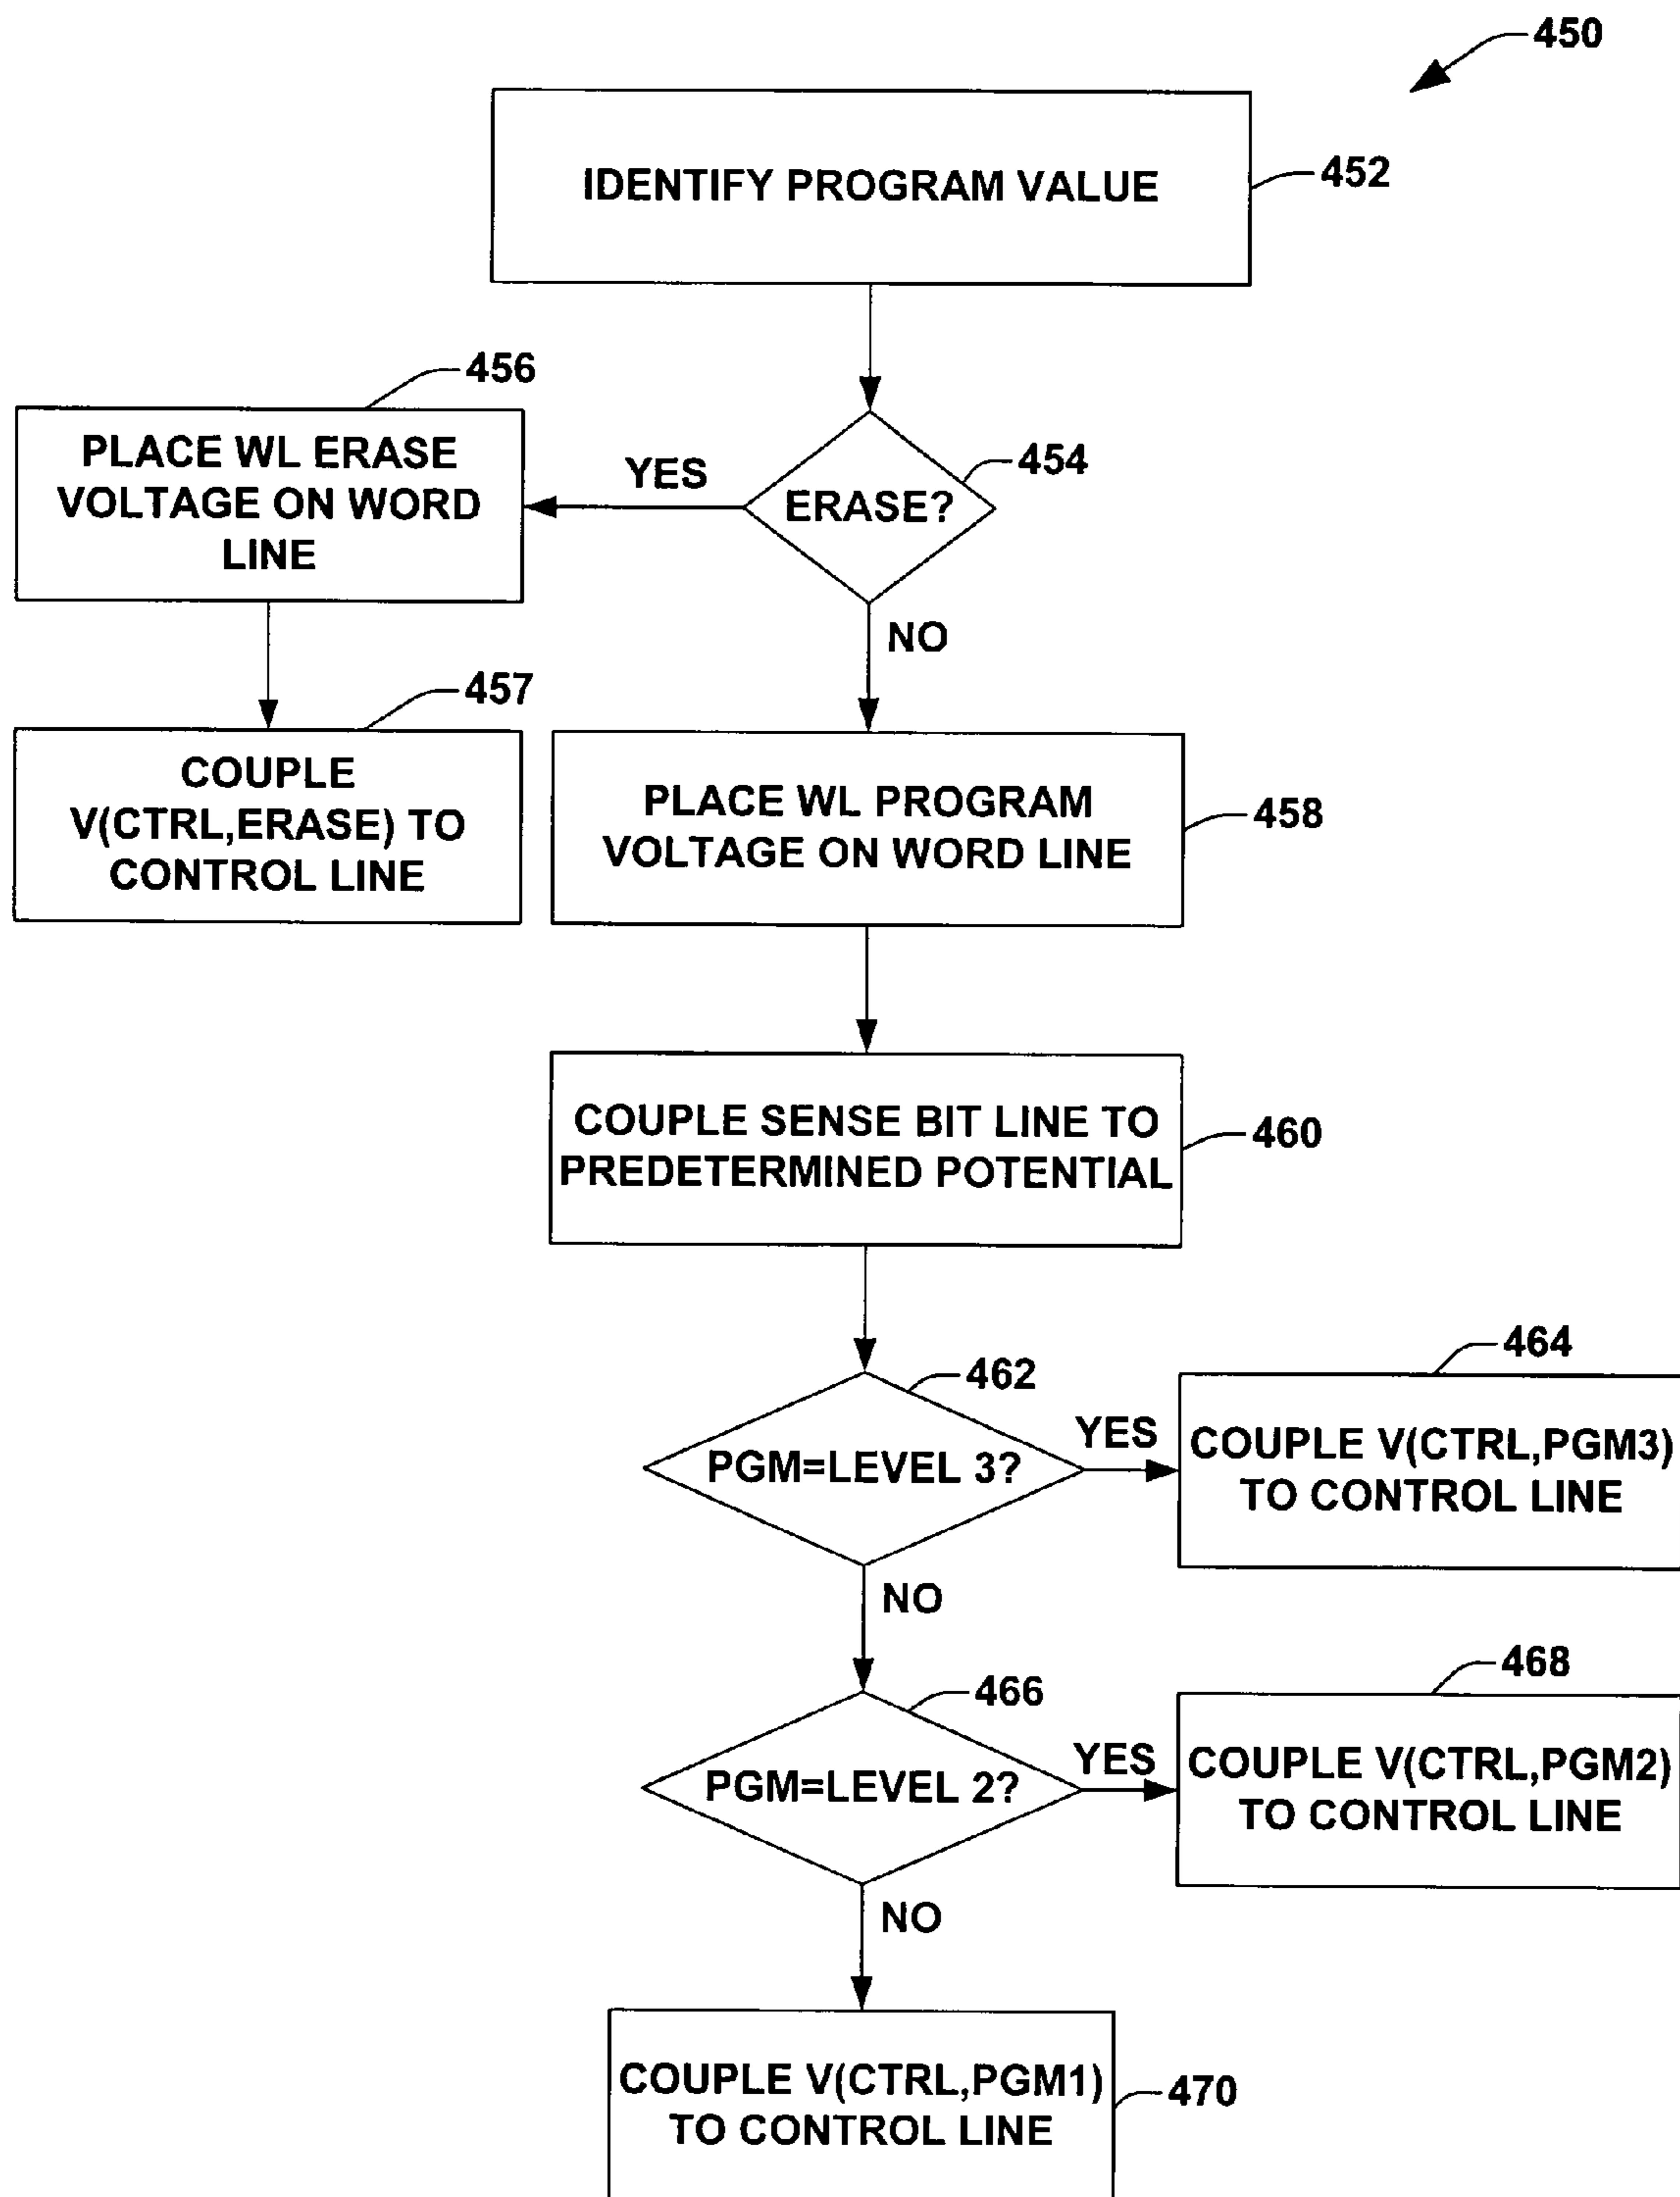 450
IDENTIFY PROGRAM VALUE
452
456
PLACE WL ERASE
VOLTAGE ON WORD
LINE
YES
454
ERASE?
NO
457
COUPLE
V(CTRL,ERASE) TO
CONTROL LINE
PLACE WL PROGRAM
VOLTAGE ON WORD LINE
458
COUPLE SENSE BIT LINE TO
PREDETERMINED POTENTIAL
460
462
PGM=LEVEL 3?
YES
464
COUPLE V(CTRL,PGM3)
TO CONTROL LINE
NO
466
PGM=LEVEL 2?
YES
468
COUPLE V(CTRL,PGM2)
TO CONTROL LINE
NO
COUPLE V(CTRL,PGM1)
TO CONTROL LINE
470